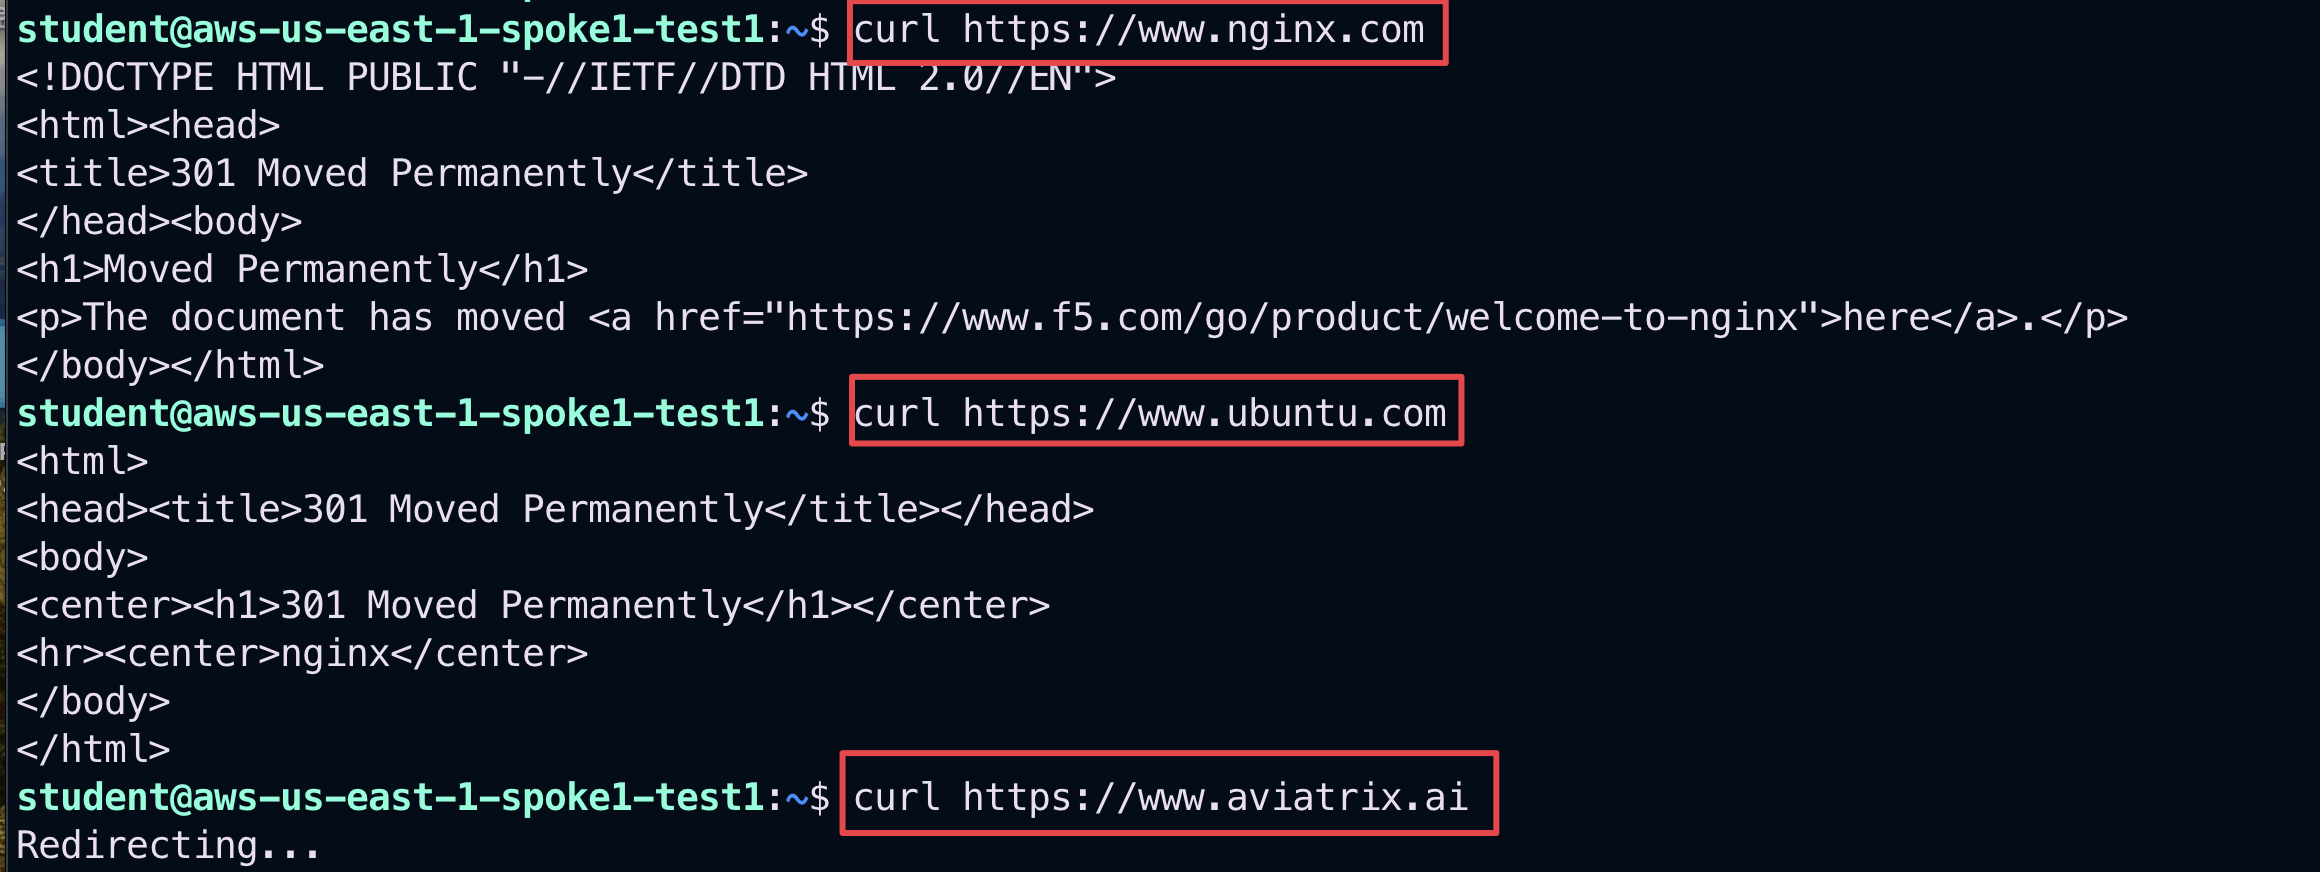 student@aws-us-east-1-spoke1-test1:~$ curl https://www.nginx.com
<!DOCTYPE HTML PUBLIC "-//IETF//DTD HTML 2.0//EN">
<html><head>
<title>301 Moved Permanently</title>
</head><body>
<h1>Moved Permanently</h1>
<p>The document has moved <a href="https://www.f5.com/go/product/welcome-to-nginx">here</a>.</p>
</body></html>
student@aws-us-east-1-spoke1-test1:~$ curl https://www.ubuntu.com
<html>
<head><title>301 Moved Permanently</title></head>
<body>
<center><h1>301 Moved Permanently</h1></center>
<hr><center>nginx</center>
</body>
</html>
student@aws-us-east-1-spoke1-test1:~$ curl https://www.aviatrix.ai
Redirecting...